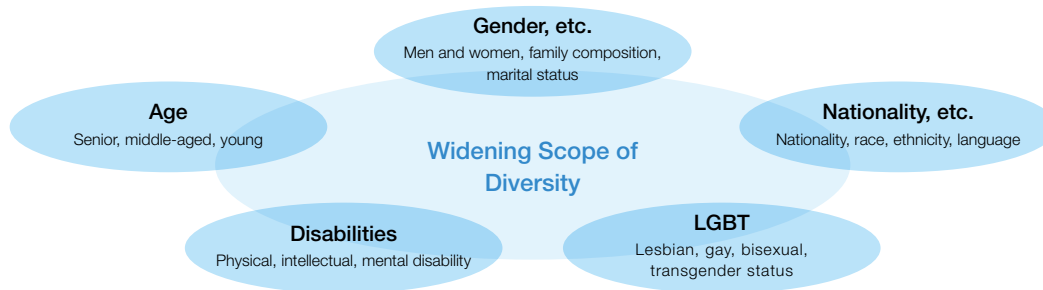 Gender, etc.
Men and women, family composition,
marital status
Age
Senior, middle-aged, young
Nationality, etc.
Nationality, race, ethnicity, language
Widening Scope of
Diversity
Disabilities
Physical, intellectual, mental disability
LGBT
Lesbian, gay, bisexual,
transgender status